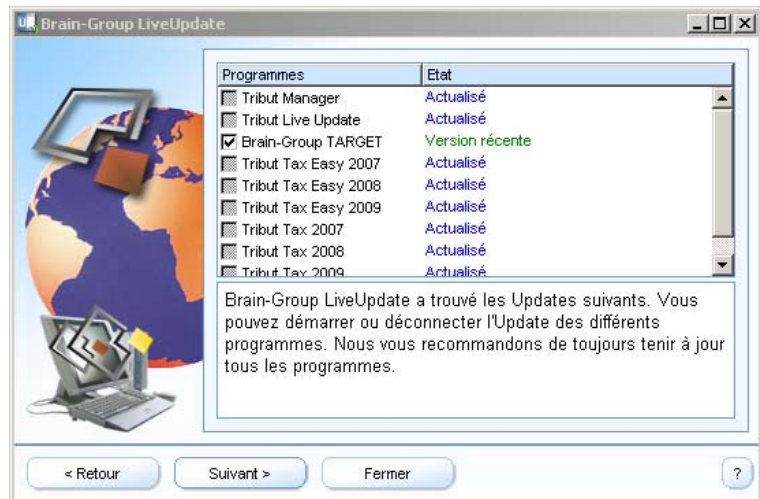 Brain-Group LiveUpdate
Programmes Etat
Tribut Manager Actualisé
Tribut Live Update Actualisé
Brain-Group TARGET Version récente
Tribut Tax Easy 2007 Actualisé
Tribut Tax Easy 2008 Actualisé
Tribut Tax Easy 2009 Actualisé
Tribut Tax 2007 Actualisé
Tribut Tax 2008 Actualisé
Tribut Tax 2009 Actualisé
Brain-Group LiveUpdate a trouvé les Updates suivants. Vous
pouvez démarrer ou déconnecter l'Update des différents
programmes. Nous vous recommandons de toujours tenir à jour
tous les programmes.
< Retour Suivant > Fermer ?